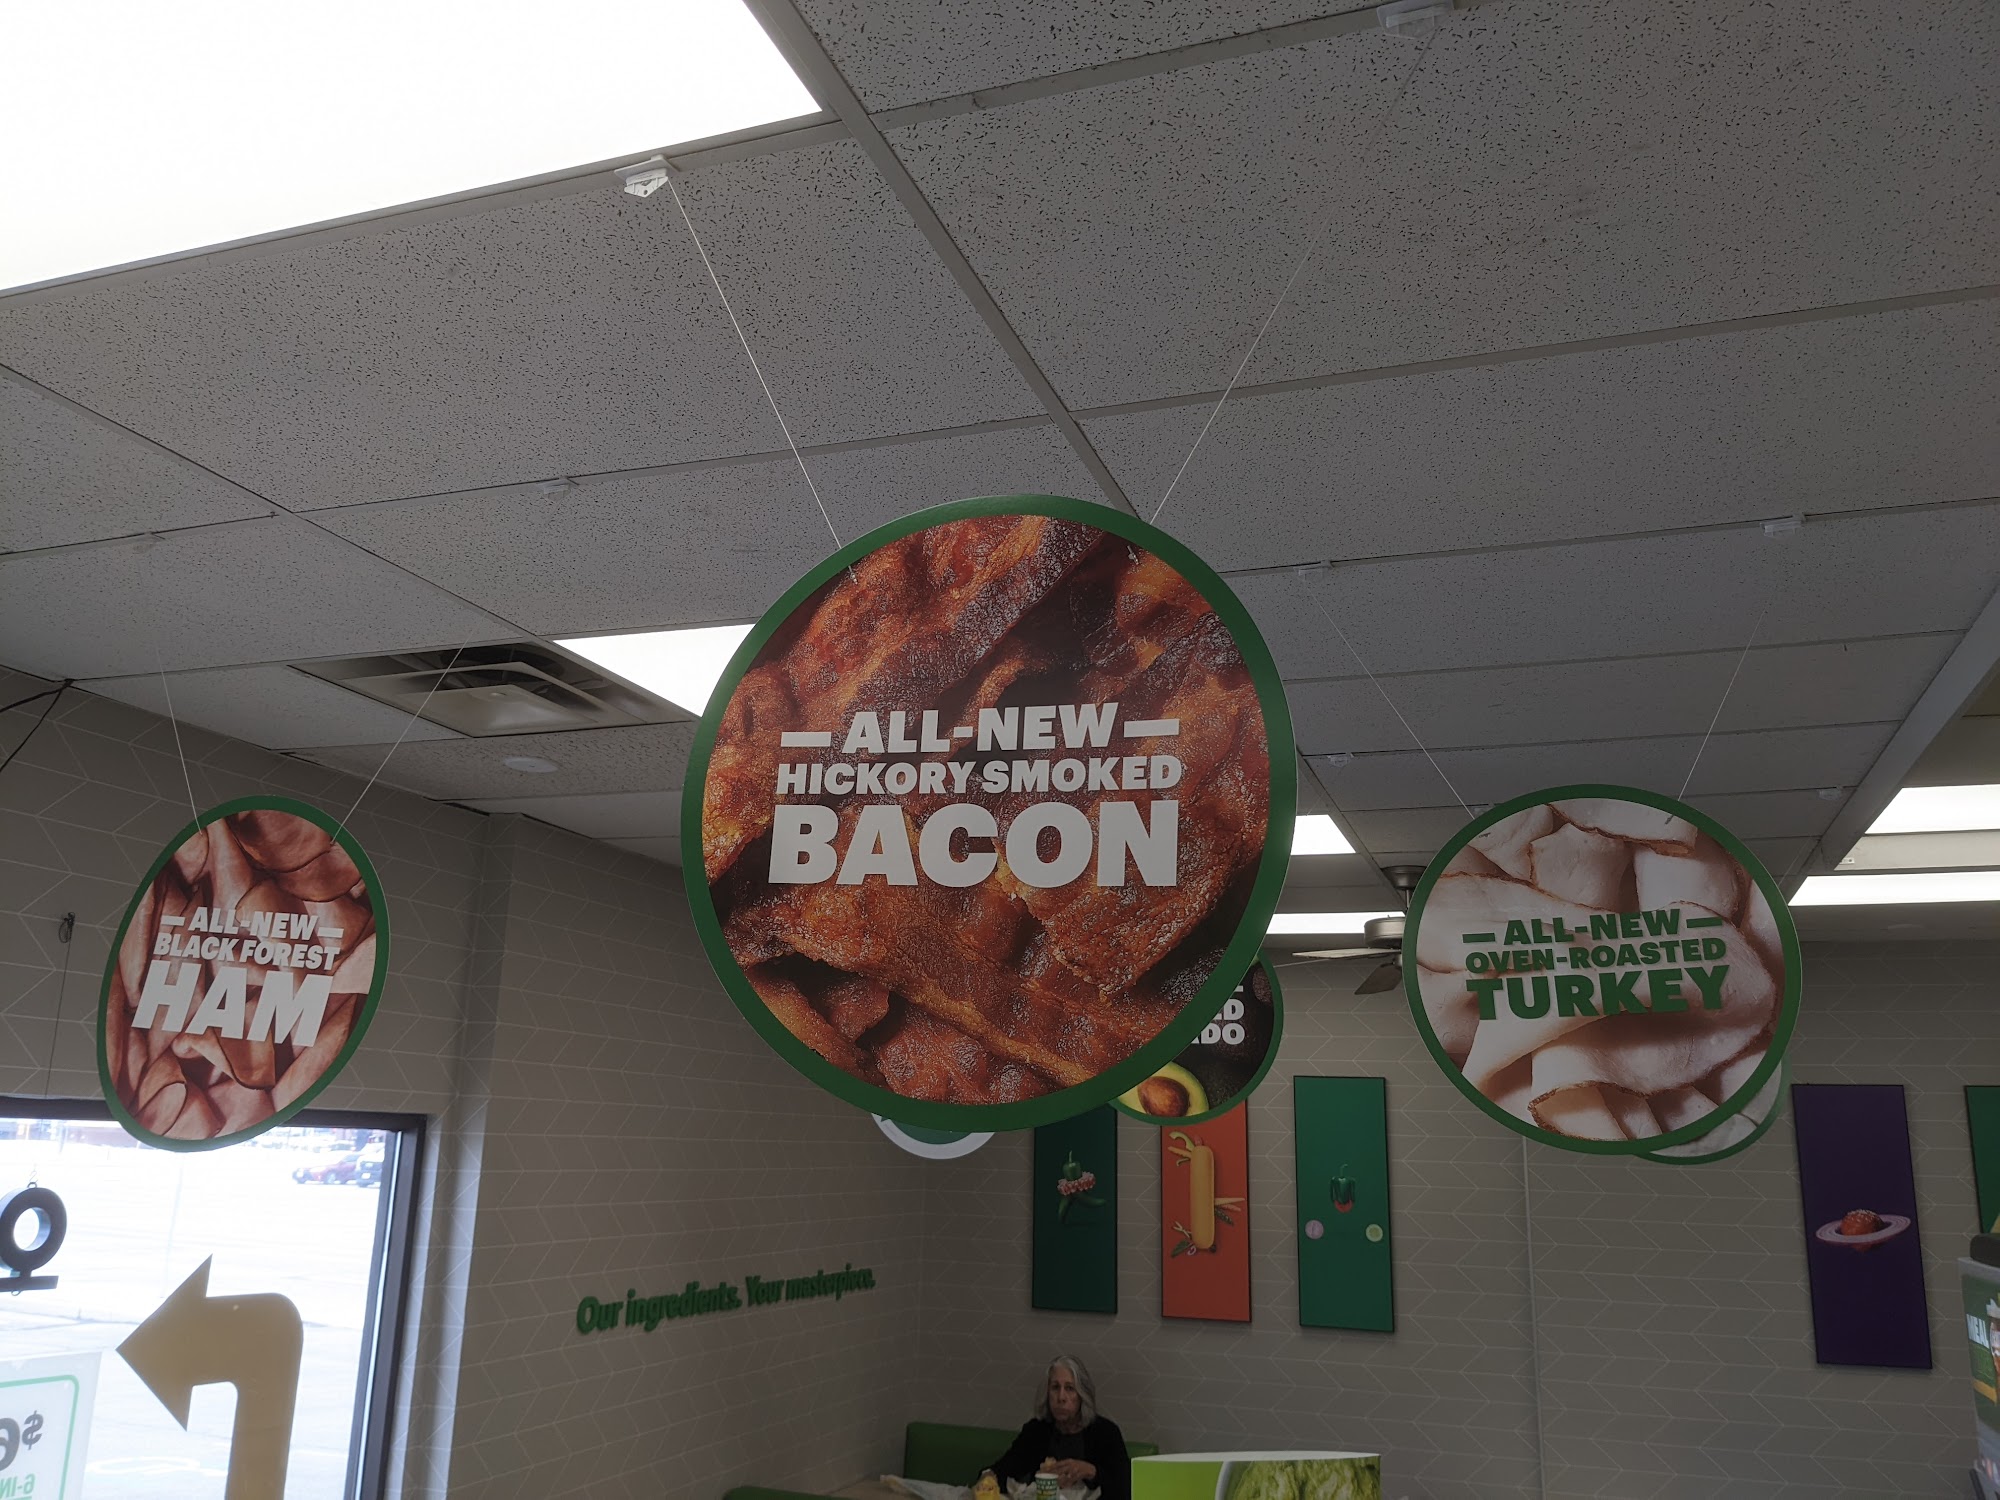 ALL-NEW
BLACK FOREST
HAM
ALL-NEW
HICKORY SMOKED
BACON
ALL-NEW
OVEN-ROASTED
TURKEY
Our ingredients. Your masterpiece.
MEAL